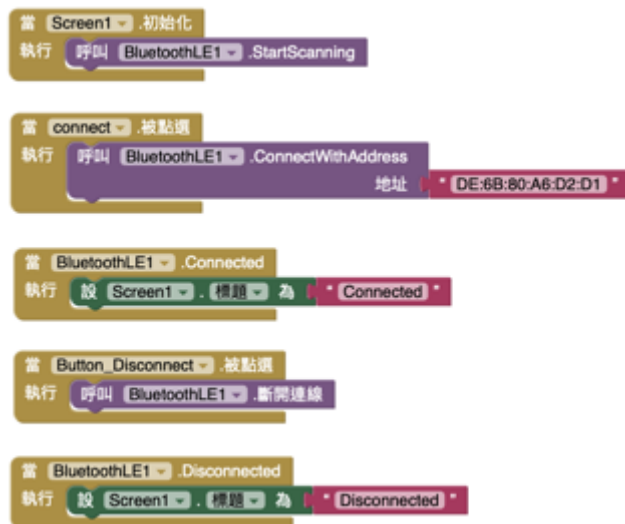 當 Screen1 .初始化
執行 呼叫 BluetoothLE1 .StartScanning
當 connect .被點選
執行 呼叫 BluetoothLE1 .ConnectWithAddress
地址 " DE:6B:80:A6:D2:D1 "
當 BluetoothLE1 .Connected
執行 設 Screen1 . 標題 為 " Connected "
當 Button_Disconnect .被點選
執行 呼叫 BluetoothLE1 .斷開連線
當 BluetoothLE1 .Disconnected
執行 設 Screen1 . 標題 為 " Disconnected "